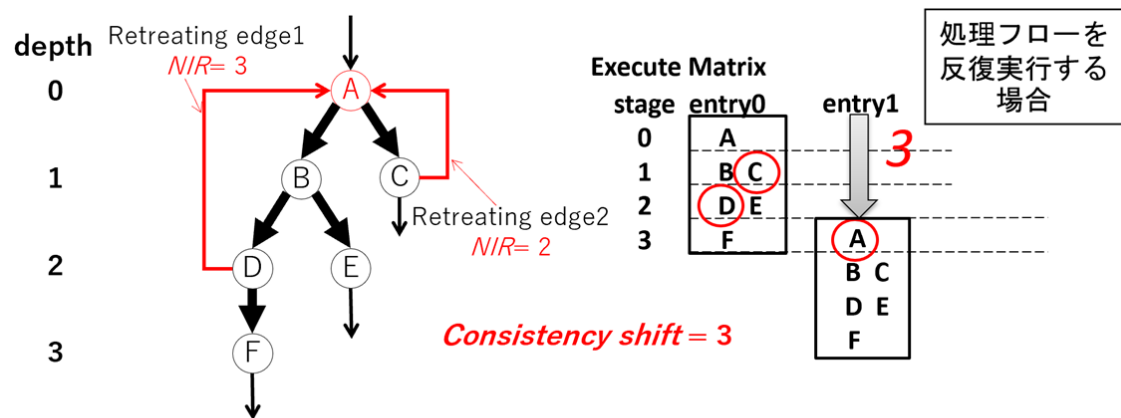 depth
0
1
2
3
Retreating edge1
NIR= 3
A
B
C
D
E
F
Retreating edge2
NIR= 2
Consistency shift = 3
Execute Matrix
stage entry0 entry1
0 A
1 B C
2 D E
3 F
3
A
B C
D E
F
処理フローを
反復実行する
場合